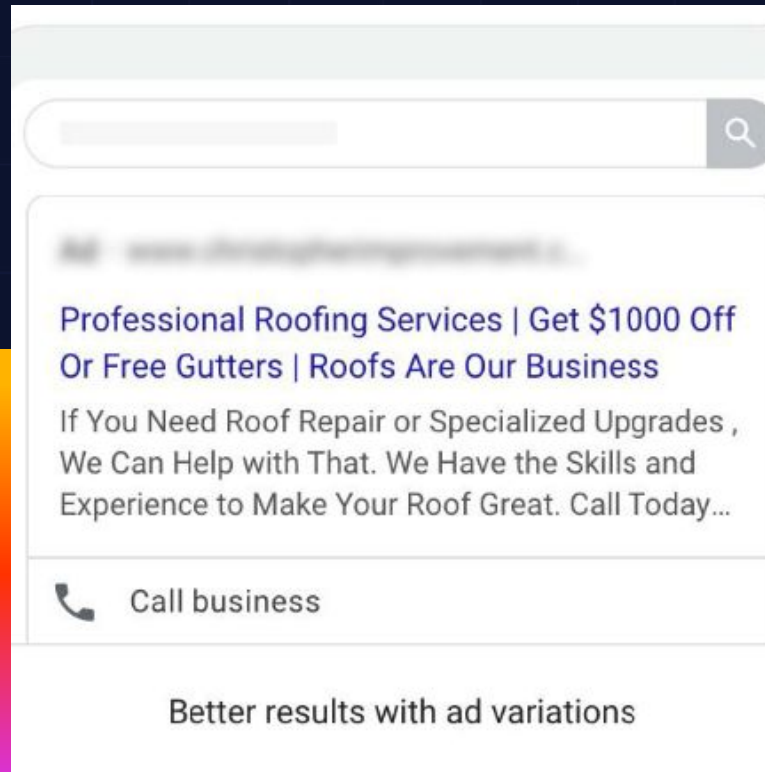 Professional Roofing Services | Get $1000 Off
Or Free Gutters | Roofs Are Our Business
If You Need Roof Repair or Specialized Upgrades ,
We Can Help with That. We Have the Skills and
Experience to Make Your Roof Great. Call Today...
Call business
Better results with ad variations